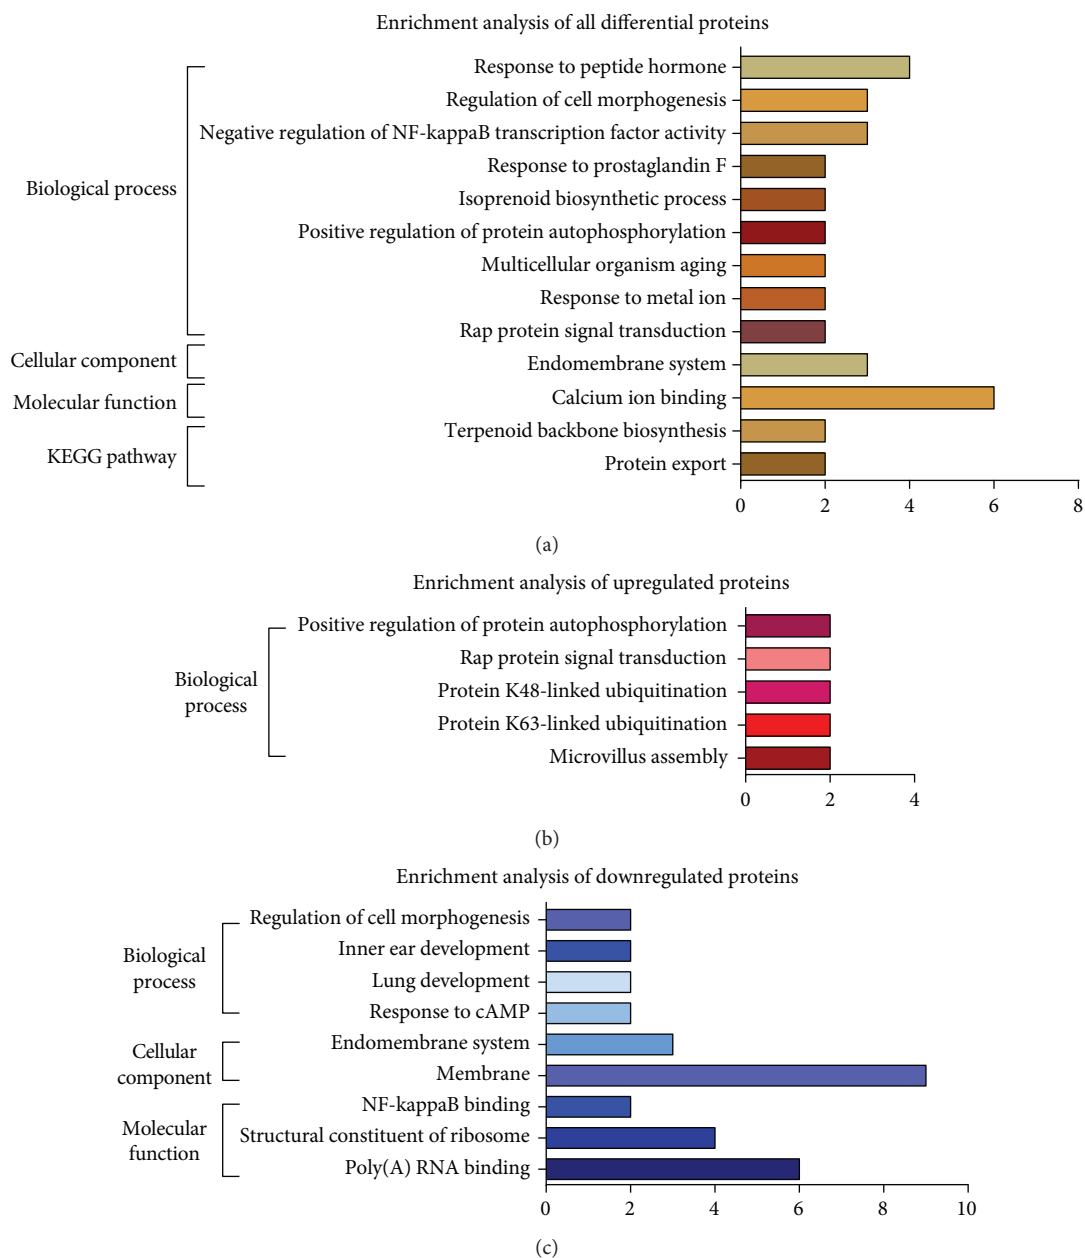 Enrichment analysis of all differential proteins
Response to peptide hormone
Regulation of cell morphogenesis
Negative regulation of NF-kappaB transcription factor activity
Response to prostaglandin F
Biological process
Isoprenoid biosynthetic process
Positive regulation of protein autophosphorylation
Multicellular organism aging
Response to metal ion
Rap protein signal transduction
Cellular component
Endomembrane system
Molecular function
Calcium ion binding
KEGG pathway
Terpenoid backbone biosynthesis
Protein export
0 2 4 6 8
(a)
Enrichment analysis of upregulated proteins
Positive regulation of protein autophosphorylation
Rap protein signal transduction
Biological
process
Protein K48-linked ubiquitination
Protein K63-linked ubiquitination
Microvillus assembly
0 2 4
(b)
Enrichment analysis of downregulated proteins
Regulation of cell morphogenesis
Biological
process
Inner ear development
Lung development
Response to cAMP
Cellular
component
Endomembrane system
Membrane
Molecular
function
NF-kappaB binding
Structural constituent of ribosome
Poly(A) RNA binding
0 2 4 6 8 10
(c)